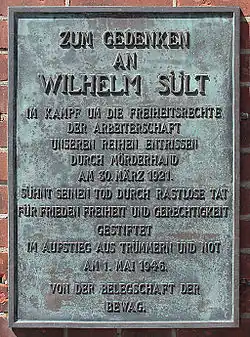 ZUM GEDENKEN
AN
WILHELM SÜLT
IM KAMPF UM DIE FREIHEITSRECHTE
DER ARBEITERSCHAFT
UNSEREN REIHEN ENTRISSEN
DURCH MÖRDERHAND
AM 30. MÄRZ 1921.
SÜHNT SEINEN TOD DURCH RASTLOSE TAT
FÜR FRIEDEN FREIHEIT UND GERECHTIGKEIT
GESTIFTET
IM AUFSTIEG AUS TRÜMMERN UND NOT
AM 1. MAI 1946.
VON DER BELEGSCHAFT DER
BEWAG.